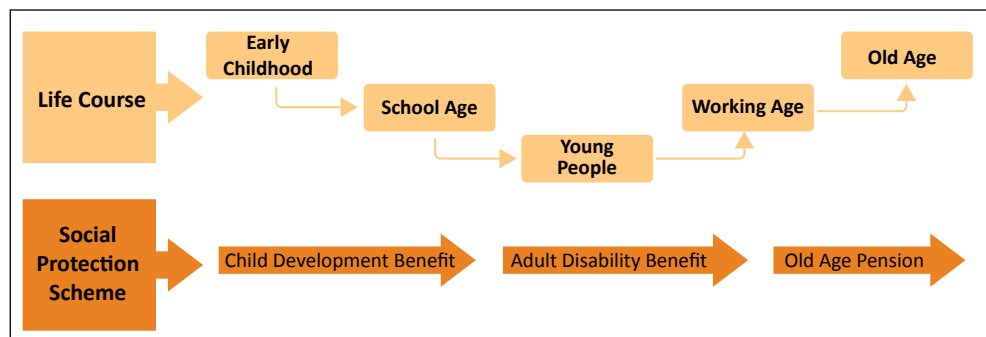 Life Course
Early
Childhood
School Age
Young
People
Working Age
Old Age
Social
Protection
Scheme
Child Development Benefit
Adult Disability Benefit
Old Age Pension